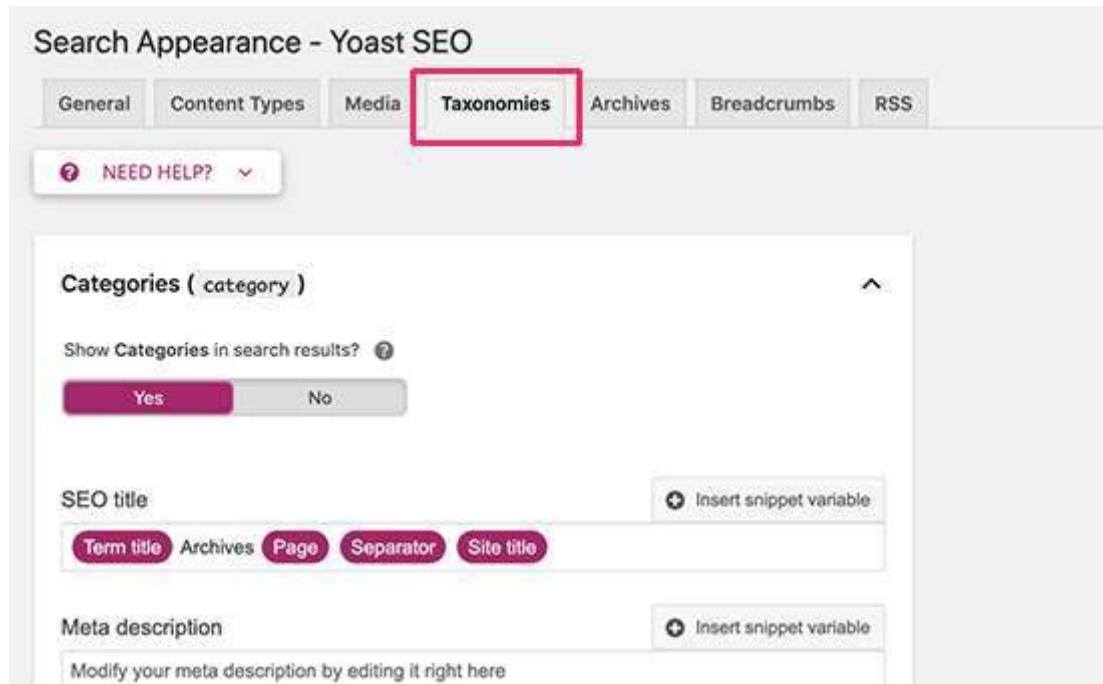 Search Appearance - Yoast SEO
General Content Types Media Taxonomies Archives Breadcrumbs RSS
NEED HELP?
Categories ( category )
Show Categories in search results?
Yes No
SEO title Insert snippet variable
Term title Archives Page Separator Site title
Meta description Insert snippet variable
Modify your meta description by editing it right here